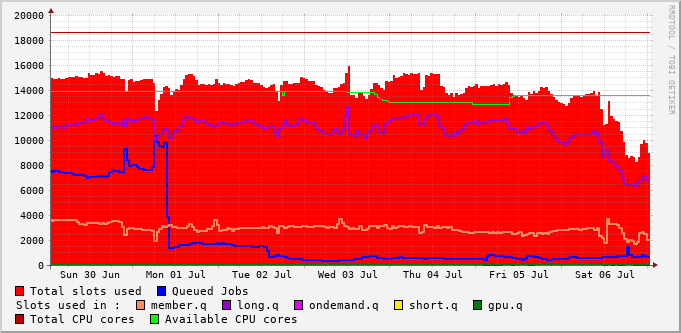 RRDTOOL / TOBI OETIKER
20000
18000
16000
14000
12000
10000
8000
6000
4000
2000
0
Sun 30 Jun Mon 01 Jul Tue 02 Jul Wed 03 Jul Thu 04 Jul Fri 05 Jul Sat 06 Jul
Total slots used Queued Jobs
Slots used in : member.q long.q ondemand.q short.q gpu.q
Total CPU cores Available CPU cores